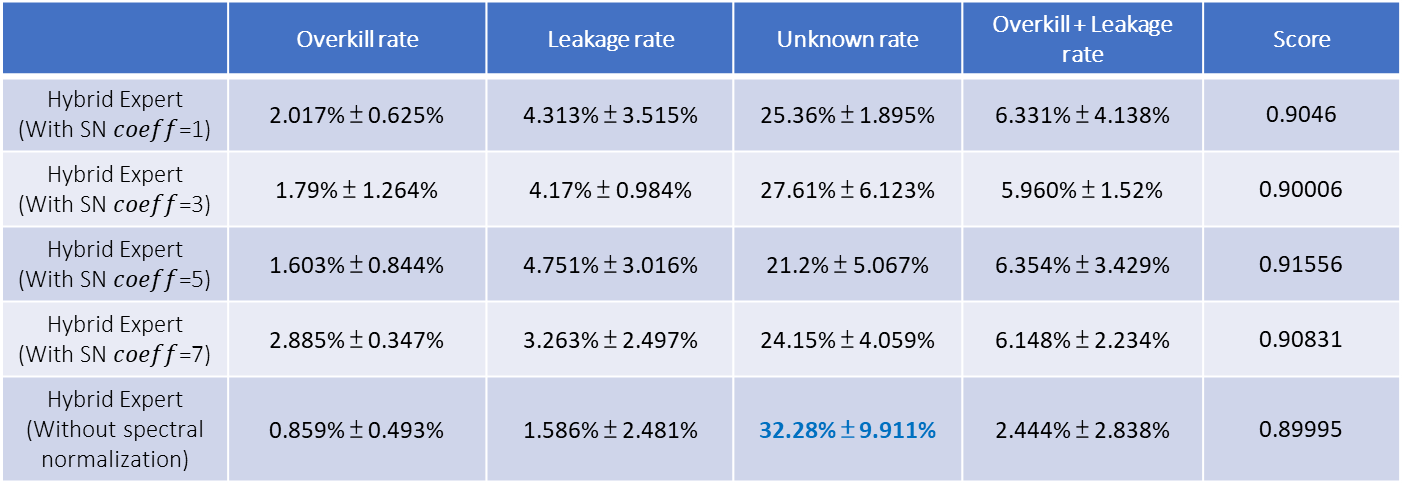 Overkill rate
Leakage rate
Unknown rate
Overkill + Leakage
rate
Score
Hybrid Expert
(With SN coeff=1)
2.017% ± 0.625%
4.313% ± 3.515%
25.36% ± 1.895%
6.331% ± 4.138%
0.9046
Hybrid Expert
(With SN coeff=3)
1.79% ± 1.264%
4.17% ± 0.984%
27.61% ± 6.123%
5.960% ± 1.52%
0.90006
Hybrid Expert
(With SN coeff=5)
1.603% ± 0.844%
4.751% ± 3.016%
21.2% ± 5.067%
6.354% ± 3.429%
0.91556
Hybrid Expert
(With SN coeff=7)
2.885% ± 0.347%
3.263% ± 2.497%
24.15% ± 4.059%
6.148% ± 2.234%
0.90831
Hybrid Expert
(Without spectral
normalization)
0.859% ± 0.493%
1.586% ± 2.481%
32.28% ± 9.911%
2.444% ± 2.838%
0.89995